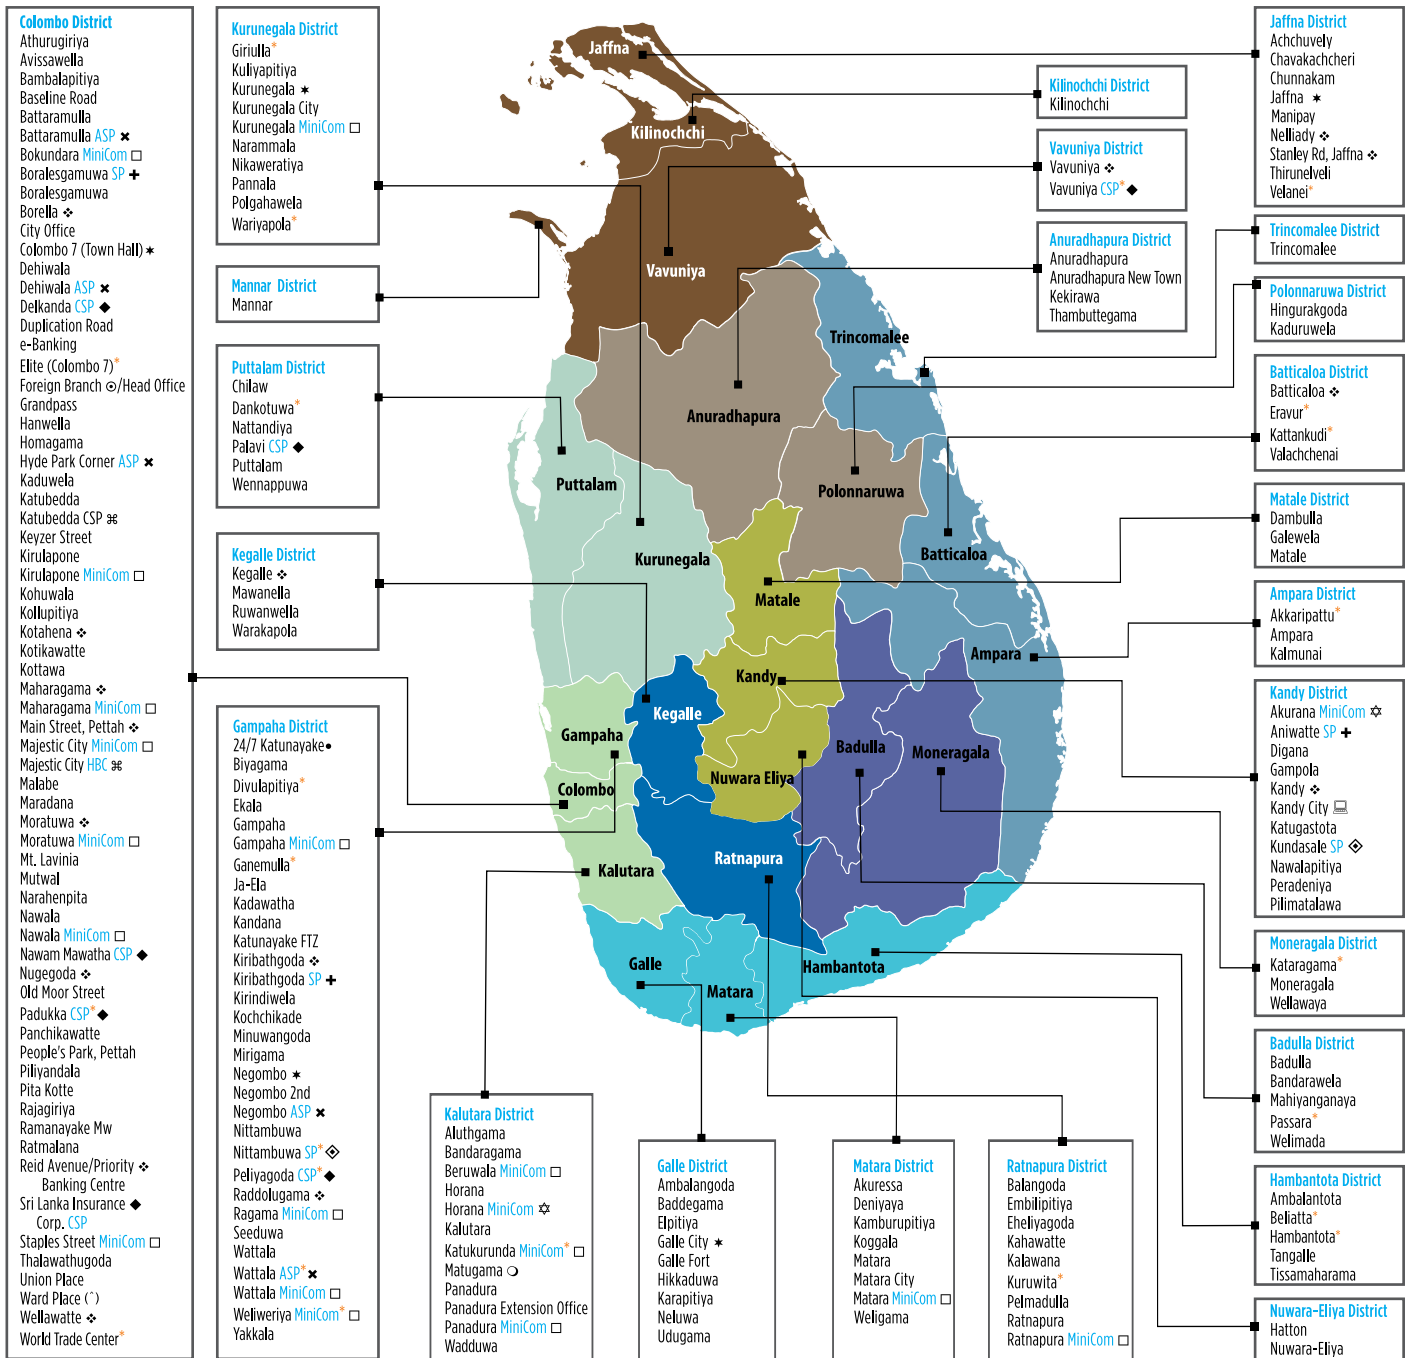 Colombo District
Athurugiriya
Avissawella
Bambalapitiya
Baseline Road
Battaramulla
Battaramulla ASP ✖
Bokundara MiniCom □
Boralesgamuwa SP ✚
Boralesgamuwa
Borella ❖
City Office
Colombo 7 (Town Hall) ✶
Dehiwala
Dehiwala ASP ✖
Delkanda CSP ◆
Duplication Road
e-Banking
Elite (Colombo 7)*
Foreign Branch ⊙/Head Office
Grandpass
Hanwella
Homagama
Hyde Park Corner ASP ✖
Kaduwela
Katubedda
Katubedda CSP ⌘
Keyzer Street
Kirulapone
Kirulapone MiniCom □
Kohuwala
Kollupitiya
Kotahena ❖
Kotikawatte
Kottawa
Maharagama ❖
Maharagama MiniCom □
Main Street, Pettah ❖
Majestic City MiniCom □
Majestic City HBC ⌘
Malabe
Maradana
Moratuwa ❖
Moratuwa MiniCom □
Mt. Lavinia
Mutwal
Narahenpita
Nawala
Nawala MiniCom □
Nawam Mawatha CSP ◆
Nugegoda ❖
Old Moor Street
Padukka CSP* ◆
Panchikawatte
People's Park, Pettah
Piliyandala
Pita Kotte
Rajagiriya
Ramanayake Mw
Ratmalana
Reid Avenue/Priority ❖
Banking Centre
Sri Lanka Insurance ◆
Corp. CSP
Staples Street MiniCom □
Thalawathugoda
Union Place
Ward Place (ˆ)
Wellawatte ❖
World Trade Center*
Kurunegala District
Giriulla*
Kuliyapitiya
Kurunegala ✶
Kurunegala City
Kurunegala MiniCom □
Narammala
Nikaweratiya
Pannala
Polgahawela
Wariyapola*
Mannar District
Mannar
Puttalam District
Chilaw
Dankotuwa*
Nattandiya
Palavi CSP ◆
Puttalam
Wennappuwa
Kegalle District
Kegalle ❖
Mawanella
Ruwanwella
Warakapola
Gampaha District
24/7 Katunayake●
Biyagama
Divulapitiya*
Ekala
Gampaha
Gampaha MiniCom □
Ganemulla*
Ja-Ela
Kadawatha
Kandana
Katunayake FTZ
Kiribathgoda ❖
Kiribathgoda SP ✚
Kirindiwela
Kochchikade
Minuwangoda
Mirigama
Negombo ✶
Negombo 2nd
Negombo ASP ✖
Nittambuwa
Nittambuwa SP* ◈
Peliyagoda CSP* ◆
Raddolugama ❖
Ragama MiniCom □
Seeduwa
Wattala
Wattala ASP* ✖
Wattala MiniCom □
Weliweriya MiniCom* □
Yakkala
Jaffna
Kilinochchi
Vavuniya
Trincomalee
Anuradhapura
Puttalam
Polonnaruwa
Kurunegala
Batticaloa
Matale
Ampara
Kandy
Kegalle
Gampaha
Badulla
Moneragala
Nuwara Eliya
Colombo
Ratnapura
Kalutara
Galle
Hambantota
Matara
Kalutara District
Aluthgama
Bandaragama
Beruwala MiniCom □
Horana
Horana MiniCom ✡
Kalutara
Katukurunda MiniCom* □
Matugama ❍
Panadura
Panadura Extension Office
Panadura MiniCom □
Wadduwa
Galle District
Ambalangoda
Baddegama
Elpitiya
Galle City ✶
Galle Fort
Hikkaduwa
Karapitiya
Neluwa
Udugama
Matara District
Akuressa
Deniyaya
Kamburupitiya
Koggala
Matara
Matara City
Matara MiniCom □
Weligama
Ratnapura District
Balangoda
Embilipitiya
Eheliyagoda
Kahawatte
Kalawana
Kuruwita*
Pelmadulla
Ratnapura
Ratnapura MiniCom □
Kilinochchi District
Kilinochchi
Vavuniya District
Vavuniya ❖
Vavuniya CSP* ◆
Anuradhapura District
Anuradhapura
Anuradhapura New Town
Kekirawa
Thambuttegama
Jaffna District
Achchuvely
Chavakachcheri
Chunnakam
Jaffna ✶
Manipay
Nelliady ❖
Stanley Rd, Jaffna ❖
Thirunelveli
Velanei*
Trincomalee District
Trincomalee
Polonnaruwa District
Hingurakgoda
Kaduruwela
Batticaloa District
Batticaloa ❖
Eravur*
Kattankudi*
Valachchenai
Matale District
Dambulla
Galewela
Matale
Ampara District
Akkaripattu*
Ampara
Kalmunai
Kandy District
Akurana MiniCom ✡
Aniwatte SP ✚
Digana
Gampola
Kandy ❖
Kandy City 💻
Katugastota
Kundasale SP ◈
Nawalapitiya
Peradeniya
Pilimatalawa
Moneragala District
Kataragama*
Moneragala
Wellawaya
Badulla District
Badulla
Bandarawela
Mahiyanganaya
Passara*
Welimada
Hambantota District
Ambalantota
Beliatta*
Hambantota*
Tangalle
Tissamaharama
Nuwara-Eliya District
Hatton
Nuwara-Eliya